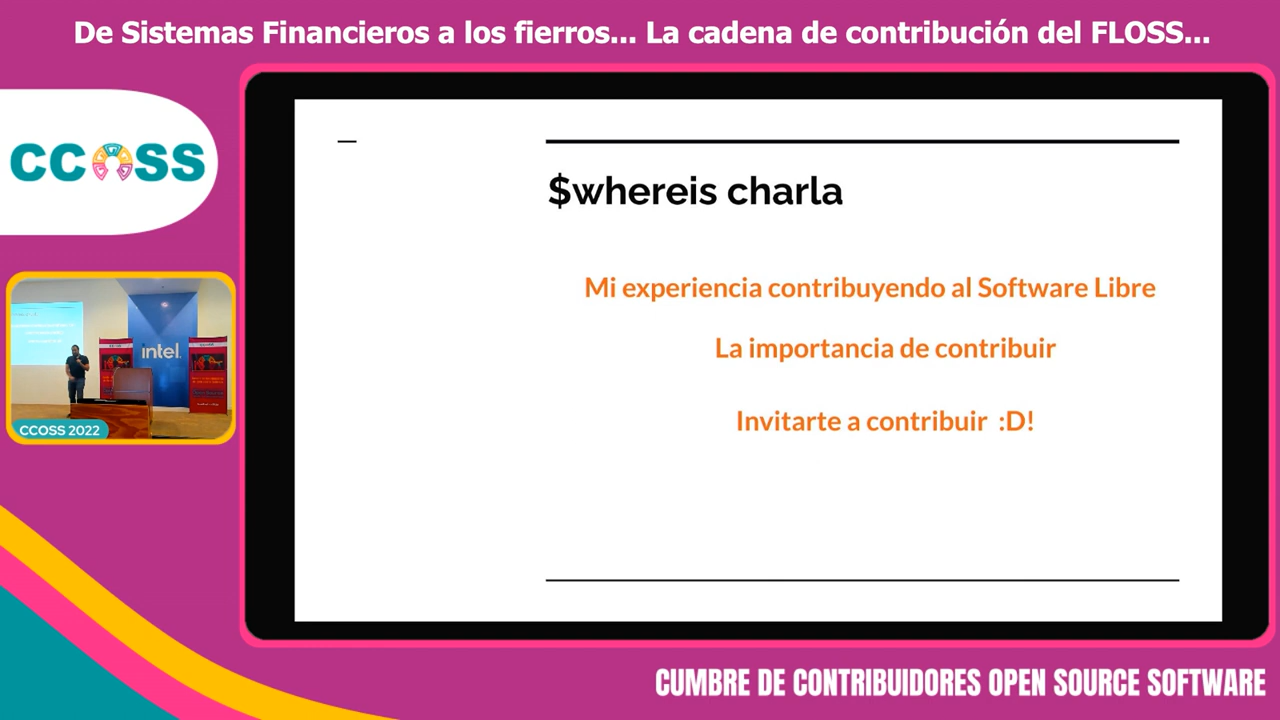 De Sistemas Financieros a los fierros... La cadena de contribución del FLOSS...
CCOSS
$whereis charla
Mi experiencia contribuyendo al Software Libre
La importancia de contribuir
Invitarte a contribuir :D!
intel
CCOSS 2022
CUMBRE DE CONTRIBUIDORES OPEN SOURCE SOFTWARE